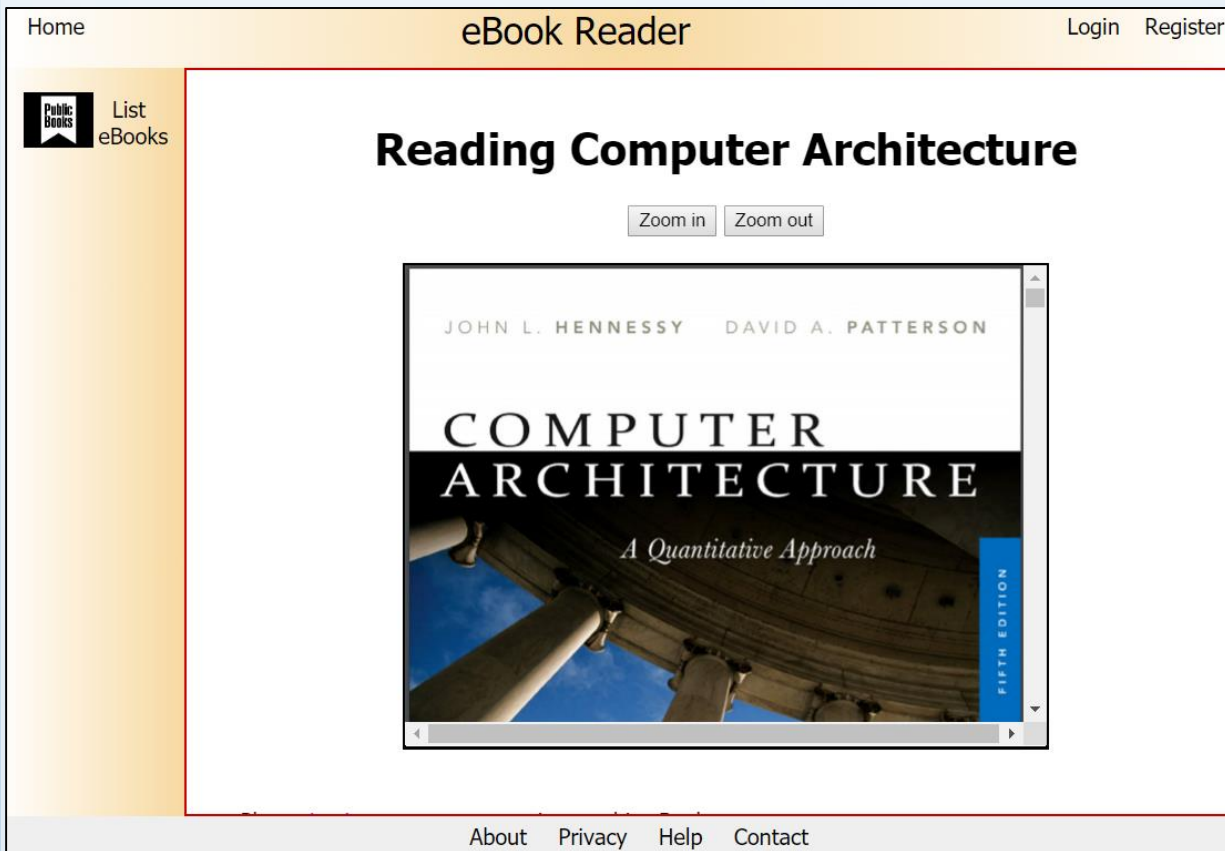 Home eBook Reader Login Register
Public
Books
List
eBooks
Reading Computer Architecture
Zoom in Zoom out
JOHN L. HENNESSY DAVID A. PATTERSON
COMPUTER
ARCHITECTURE
A Quantitative Approach
FIFTH EDITION
About Privacy Help Contact